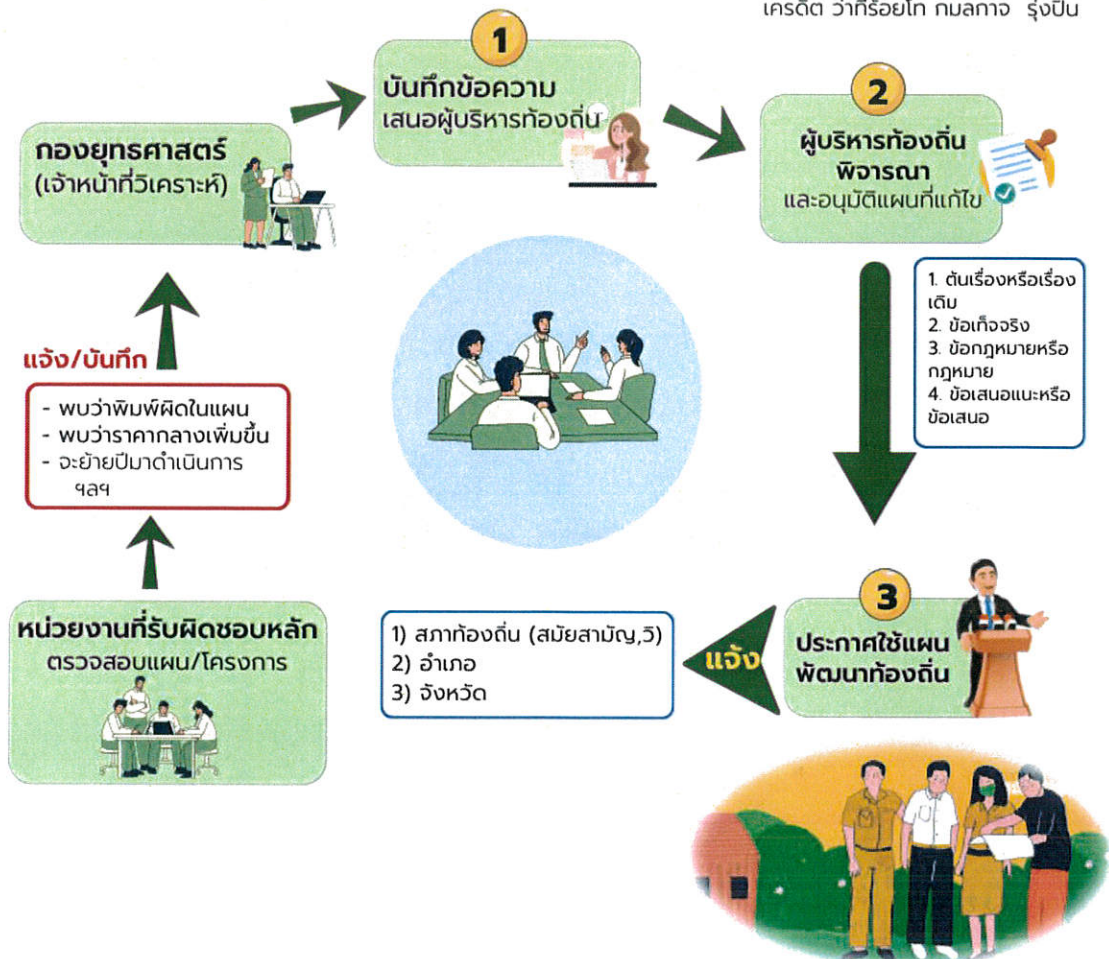 เครดิต ว่าที่ร้อยโท กมลกาจ รุ่งปิ่น
1
บันทึกข้อความ
เสนอผู้บริหารท้องถิ่น
2
ผู้บริหารท้องถิ่น
พิจารณา
และอนุมัติแผนที่แก้ไข
กองยุทธศาสตร์
(เจ้าหน้าที่วิเคราะห์)
1. ต้นเรื่องหรือเรื่อง
เดิม
2. ข้อเท็จจริง
3. ข้อกฎหมายหรือ
กฎหมาย
4. ข้อเสนอแนะหรือ
ข้อเสนอ
แจ้ง/บันทึก
- พบว่าพิมพ์ผิดในแผน
- พบว่าราคากลางเพิ่มขึ้น
- จะย้ายปีมาดำเนินการ
ฯลฯ
หน่วยงานที่รับผิดชอบหลัก
ตรวจสอบแผน/โครงการ
3
ประกาศใช้แผน
พัฒนาท้องถิ่น
แจ้ง
1) สภาท้องถิ่น (สมัยสามัญ,วิ)
2) อำเภอ
3) จังหวัด